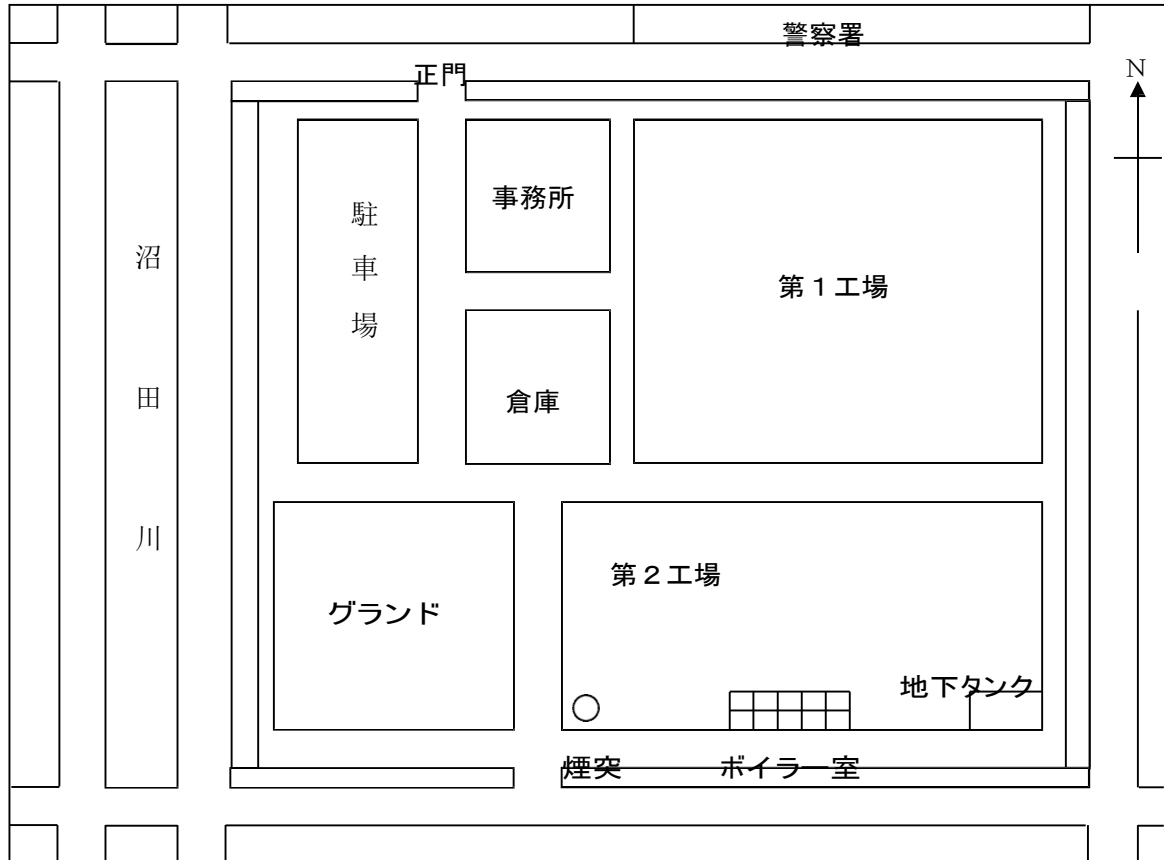 警察署
正門
N
事務所
駐車場
沼田川
第1工場
倉庫
第2工場
グランド
地下タンク
煙突
ボイラー室